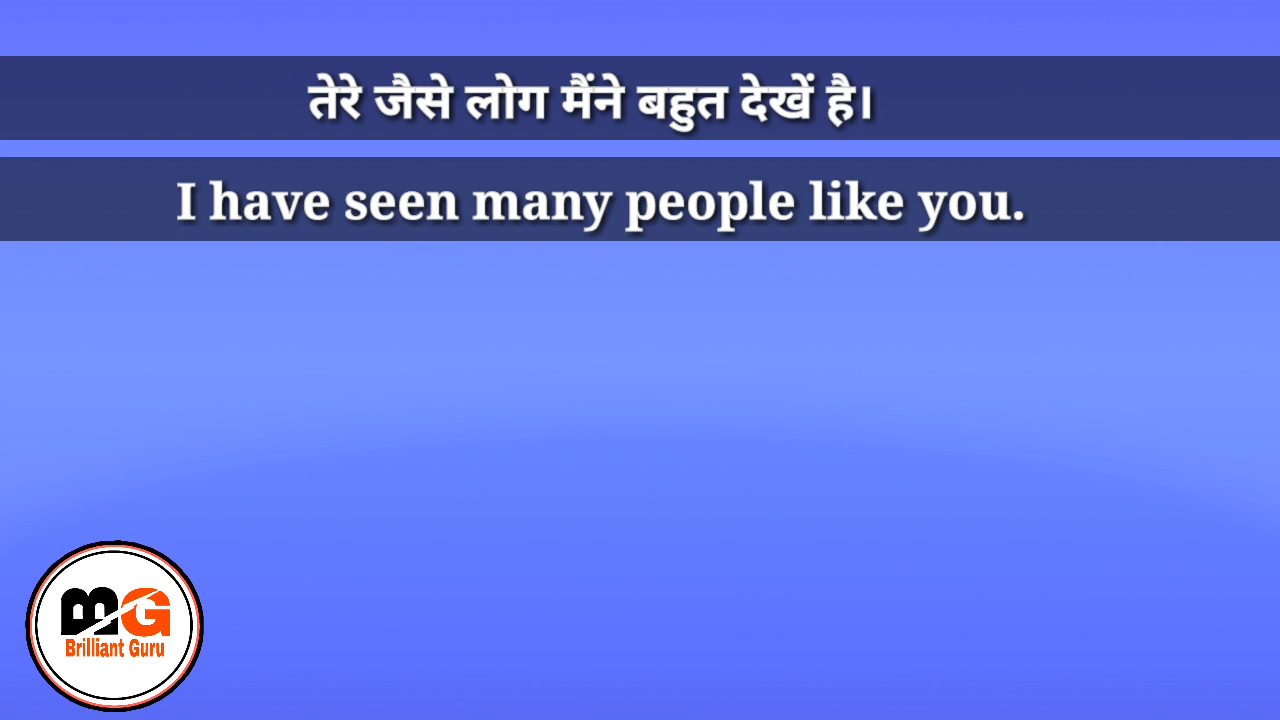 तेरे जैसे लोग मैंने बहुत देखें है।
I have seen many people like you.
BG
Brilliant Guru